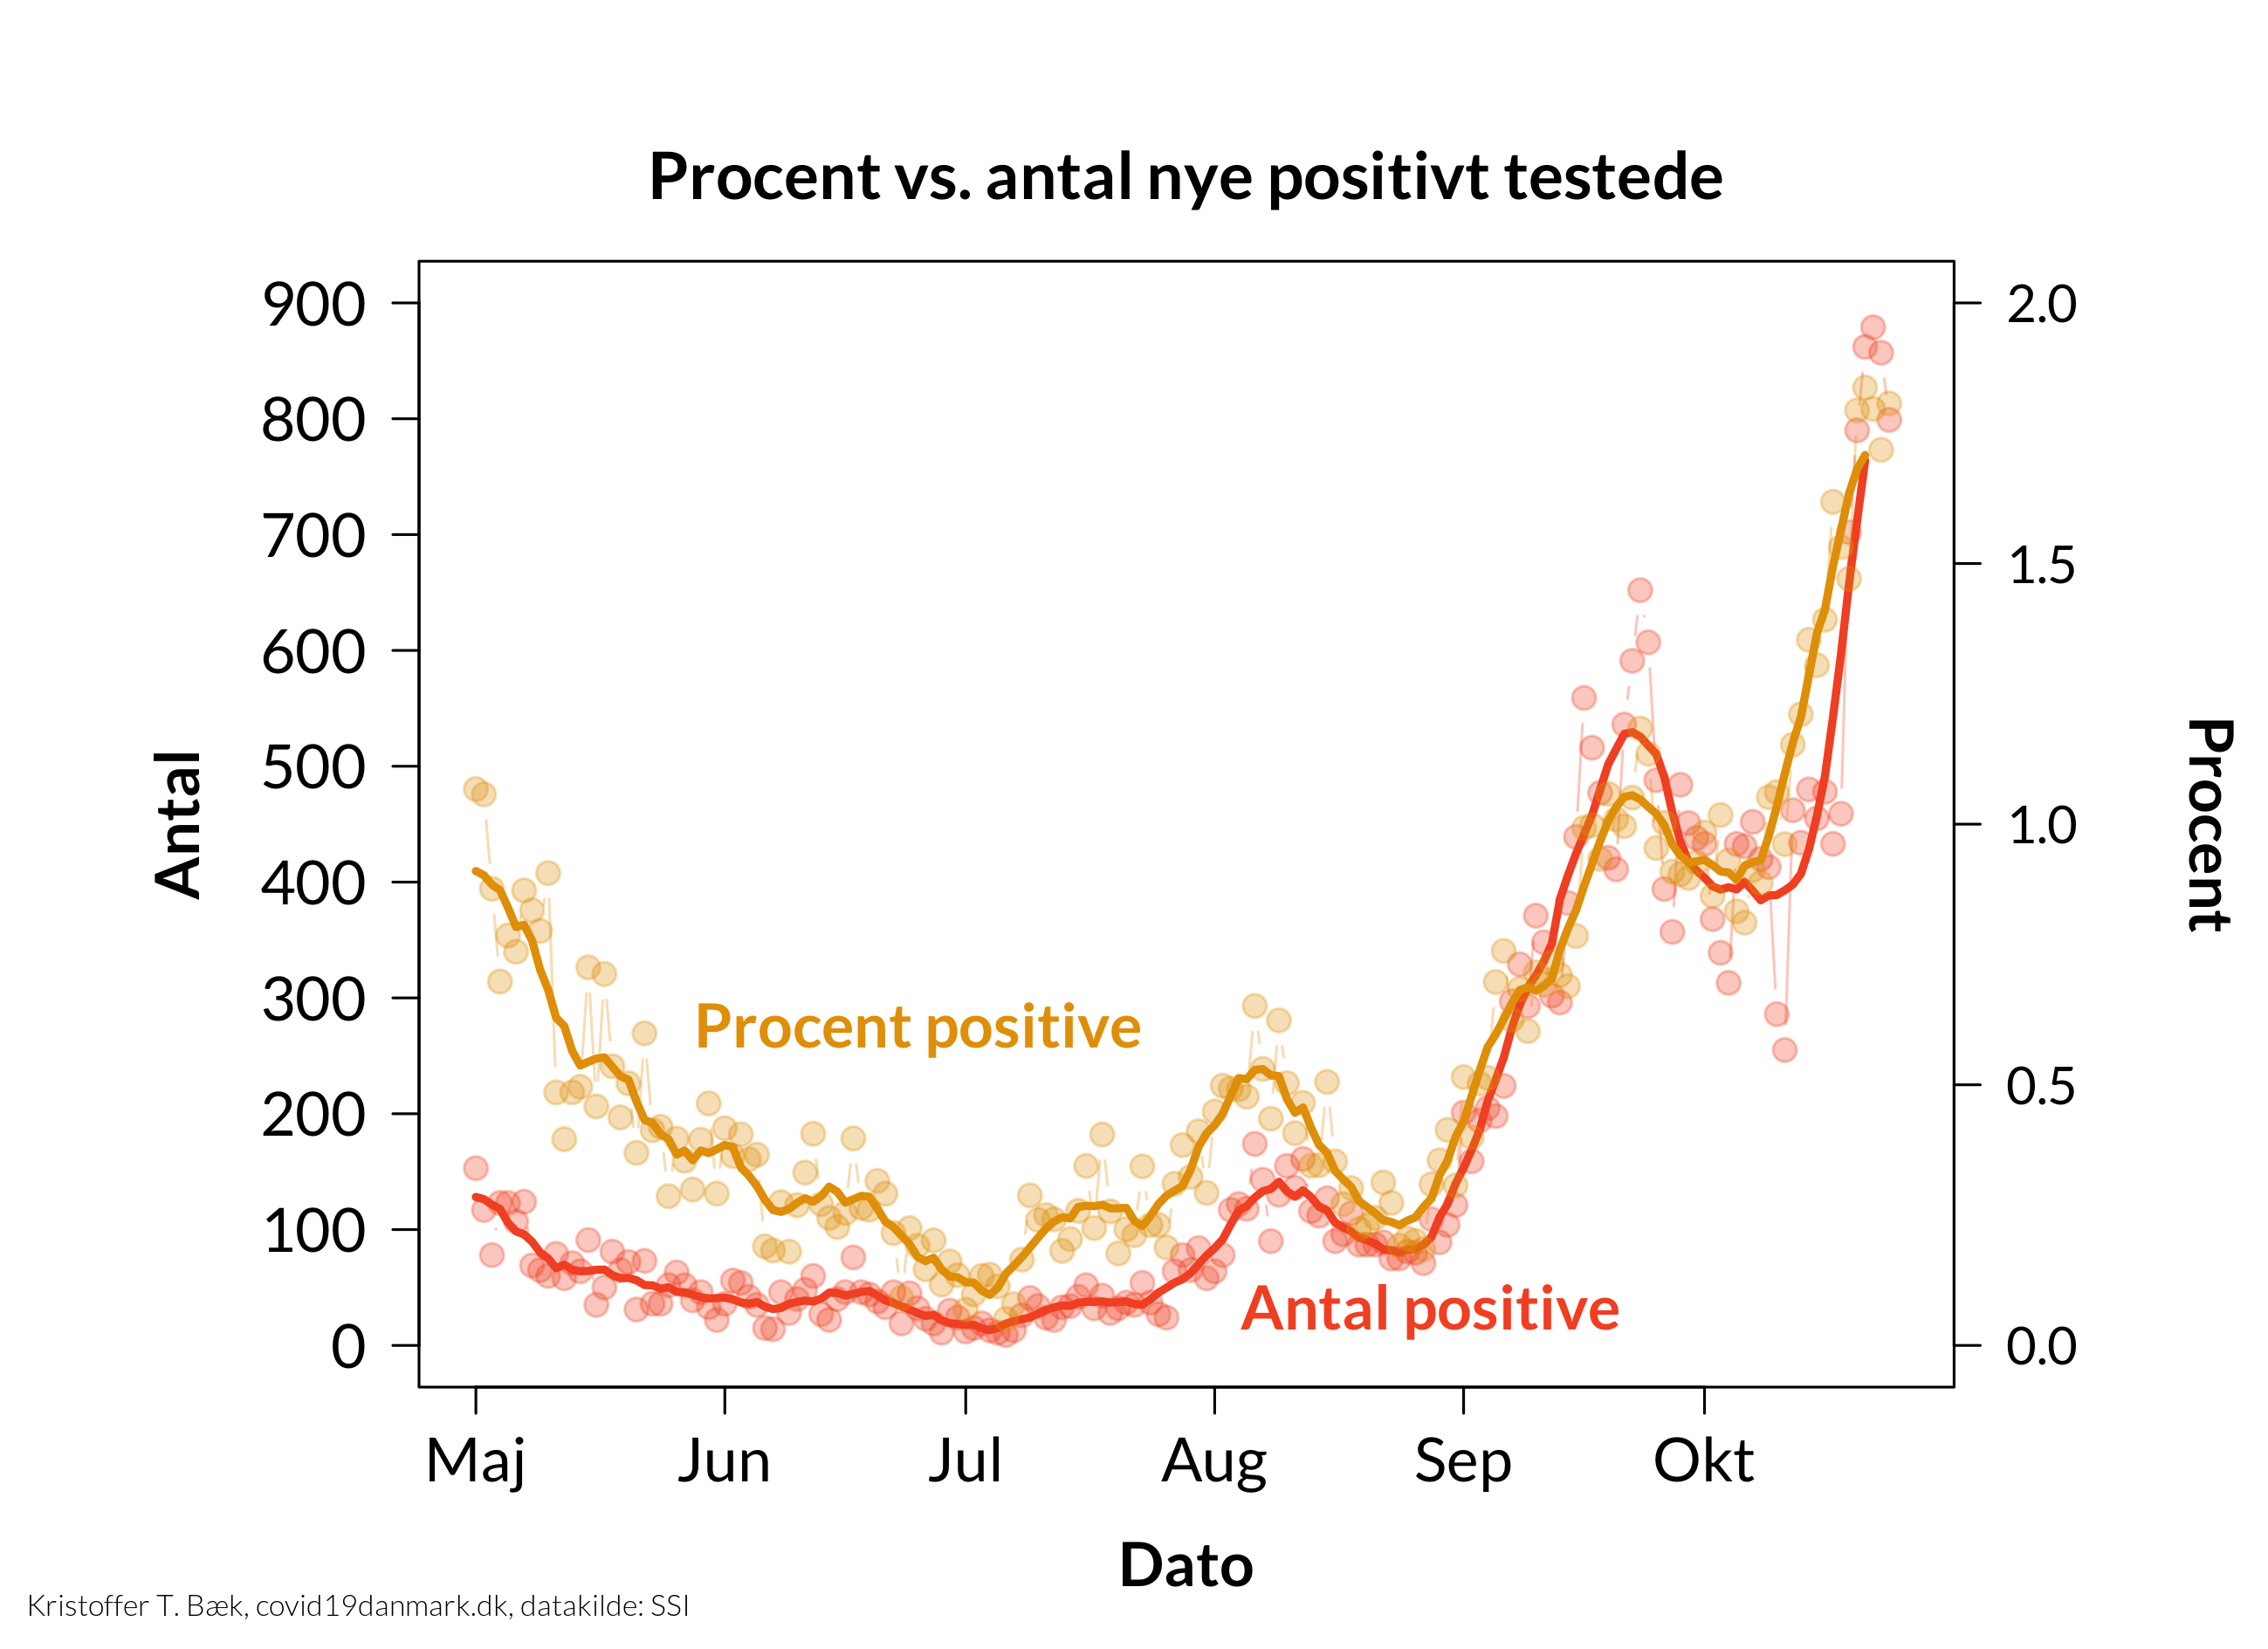 Procent vs. antal nye positivt testede
900
800
700
600
500
400
300
200
100
0
Antal
2.0
1.5
1.0
0.5
0.0
Procent
Procent positive
Antal positive
Maj Jun Jul Aug Sep Okt
Dato
Kristoffer T. Bæk, covid19danmark.dk, datakilde: SSI